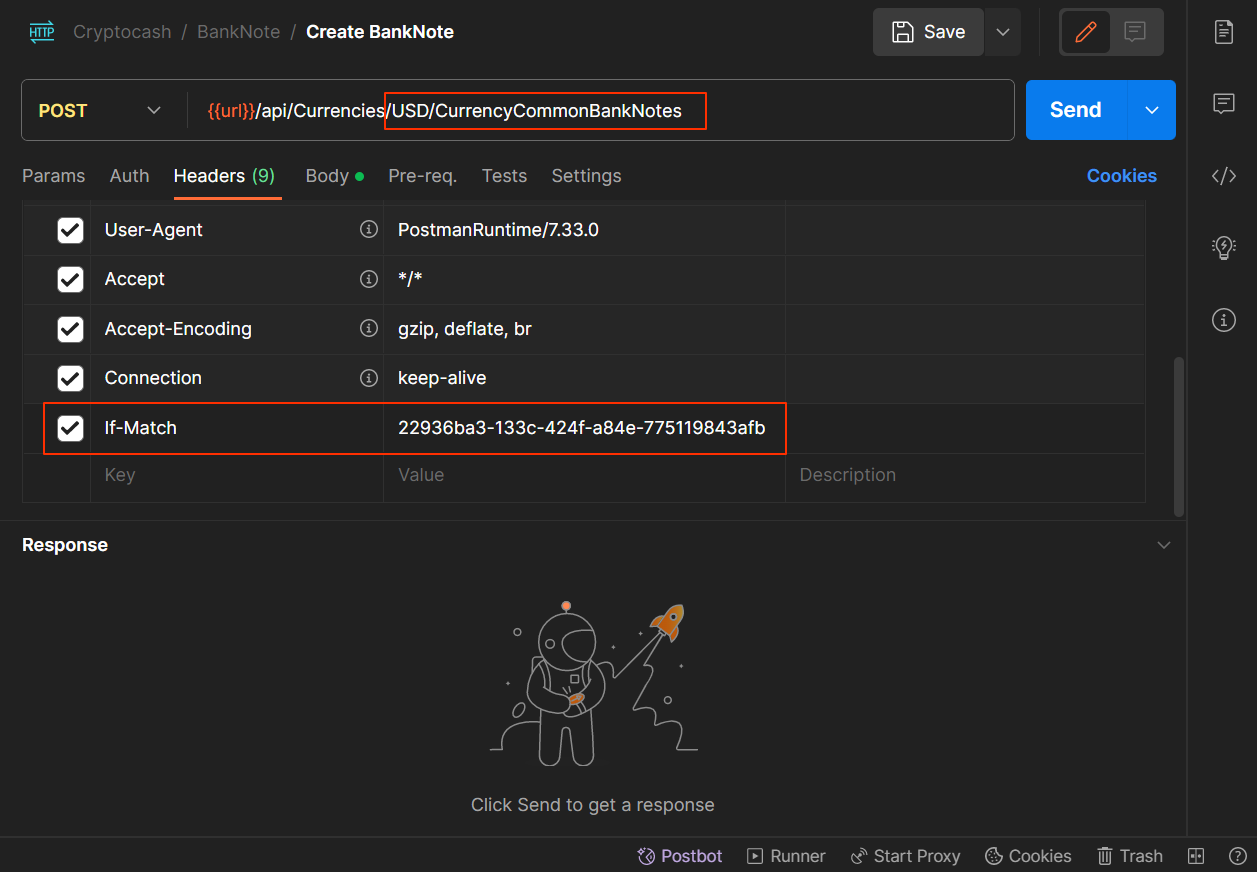 HTTP Cryptocash / BankNote / Create BankNote Save
POST {{url}}/api/Currencies/USD/CurrencyCommonBankNotes Send
Params Auth Headers (9) Body Pre-req. Tests Settings Cookies
User-Agent PostmanRuntime/7.33.0
Accept */*
Accept-Encoding gzip, deflate, br
Connection keep-alive
If-Match 22936ba3-133c-424f-a84e-775119843afb
Key Value Description
Response
Click Send to get a response
Postbot Runner Start Proxy Cookies Trash